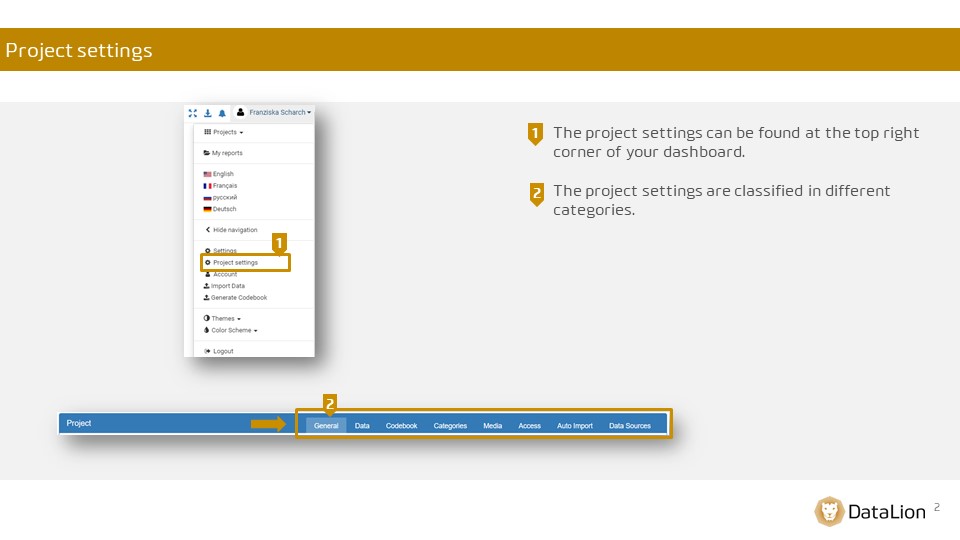 Project settings
Franziska Scharch
Projects
My reports
English
Français
русский
Deutsch
Hide navigation
1
Settings
Project settings
Account
Import Data
Generate Codebook
Themes
Color Scheme
Logout
1 The project settings can be found at the top right
corner of your dashboard.
2 The project settings are classified in different
categories.
2
Project General Data Codebook Categories Media Access Auto Import Data Sources
DataLion 2